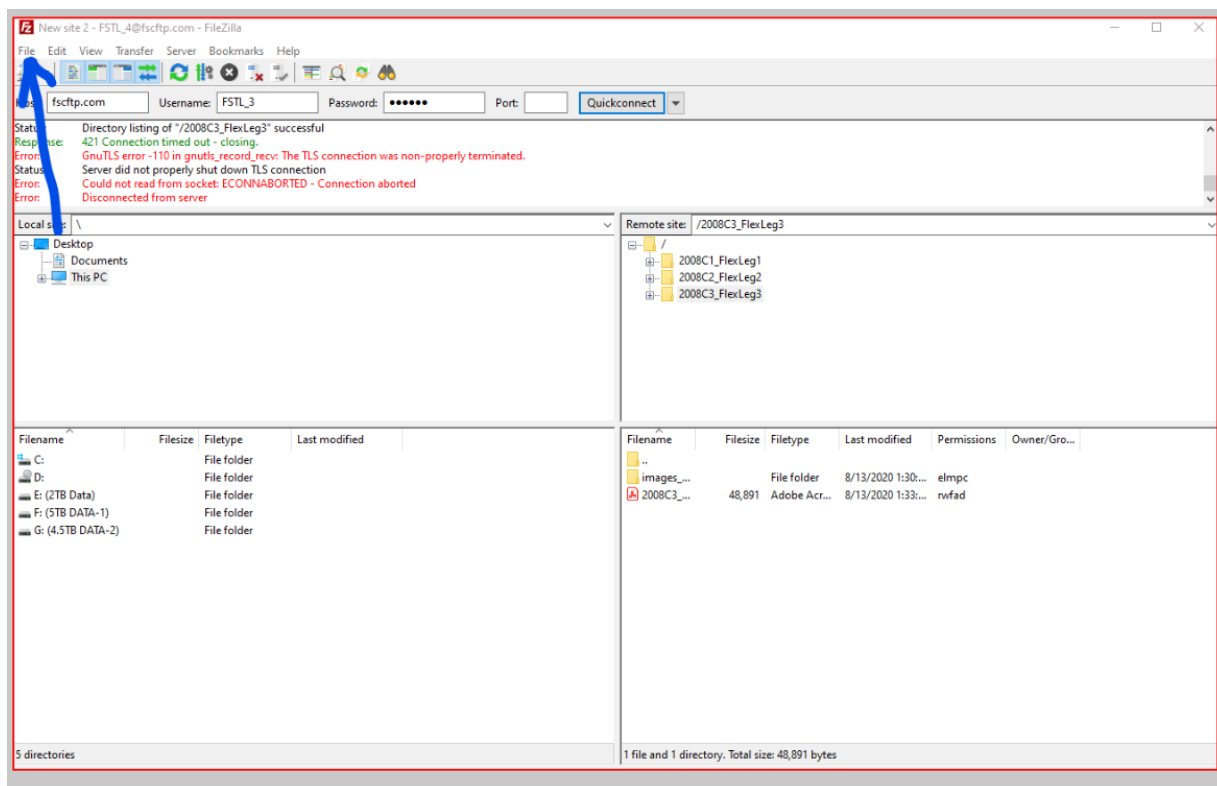 New site 2 - FSTL_4@fscftp.com - FileZilla
File Edit View Transfer Server Bookmarks Help
fscftp.com Username: FSTL_3 Password: ●●●●●● Port: Quickconnect
Status: Directory listing of "/2008C3_FlexLeg3" successful
Response: 421 Connection timed out - closing.
Error: GnuTLS error -110 in gnutls_record_recv: The TLS connection was non-properly terminated.
Status: Server did not properly shut down TLS connection
Error: Could not read from socket: ECONNABORTED - Connection aborted
Error: Disconnected from server
Local site: \
Desktop
Documents
This PC
Remote site: /2008C3_FlexLeg3
/
2008C1_FlexLeg1
2008C2_FlexLeg2
2008C3_FlexLeg3
Filename Filesize Filetype Last modified
C: File folder
D: File folder
E: (2TB Data) File folder
F: (5TB DATA-1) File folder
G: (4.5TB DATA-2) File folder
5 directories
Filename Filesize Filetype Last modified Permissions Owner/Gro...
..
images_... File folder 8/13/2020 1:30:... elmpc
2008C3_... 48,891 Adobe Acr... 8/13/2020 1:33:... rwfad
1 file and 1 directory. Total size: 48,891 bytes